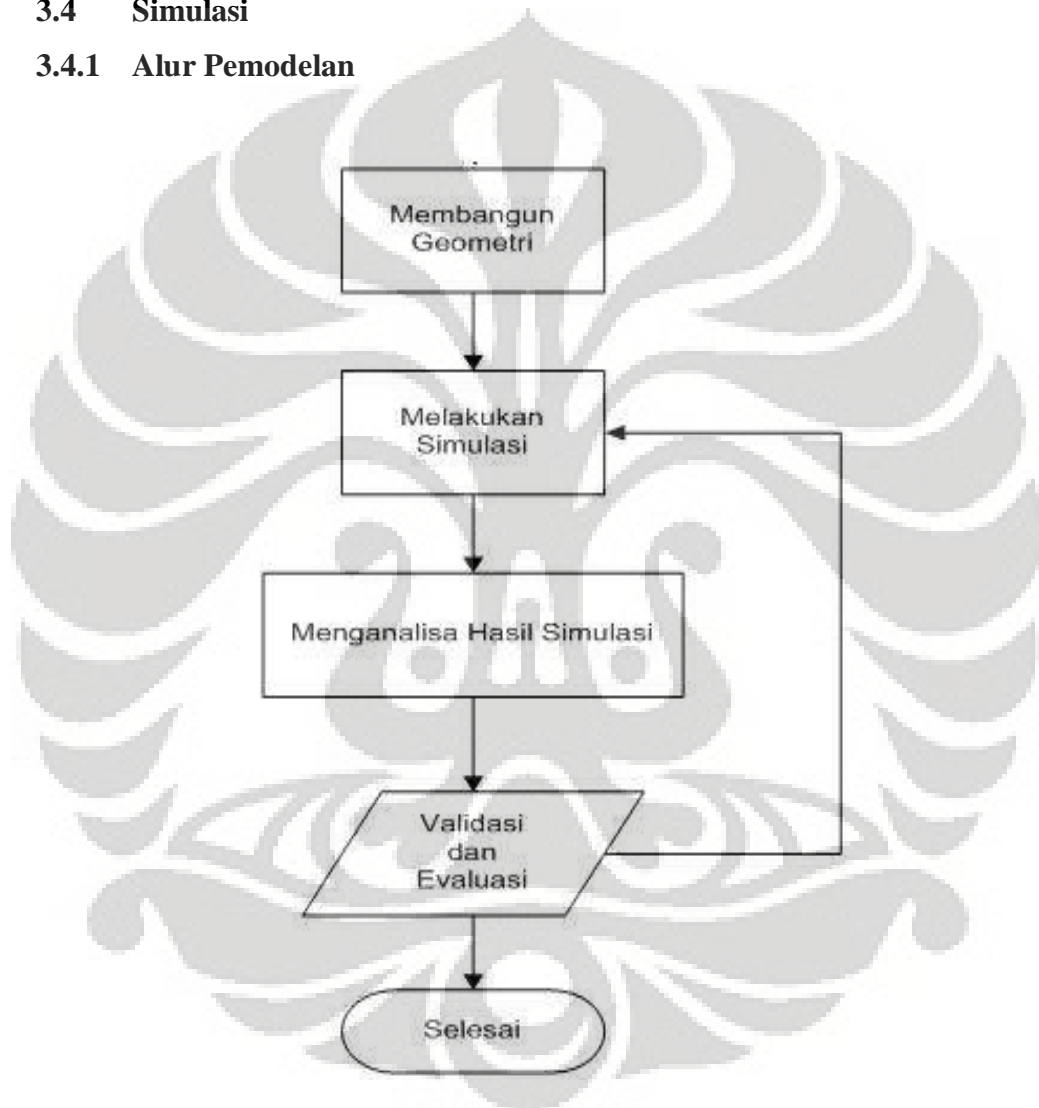 3.4 Simulasi
3.4.1 Alur Pemodelan
Membangun
Geometri
Melakukan
Simulasi
Menganalisa Hasil Simulasi
Validasi
dan
Evaluasi
Selesai